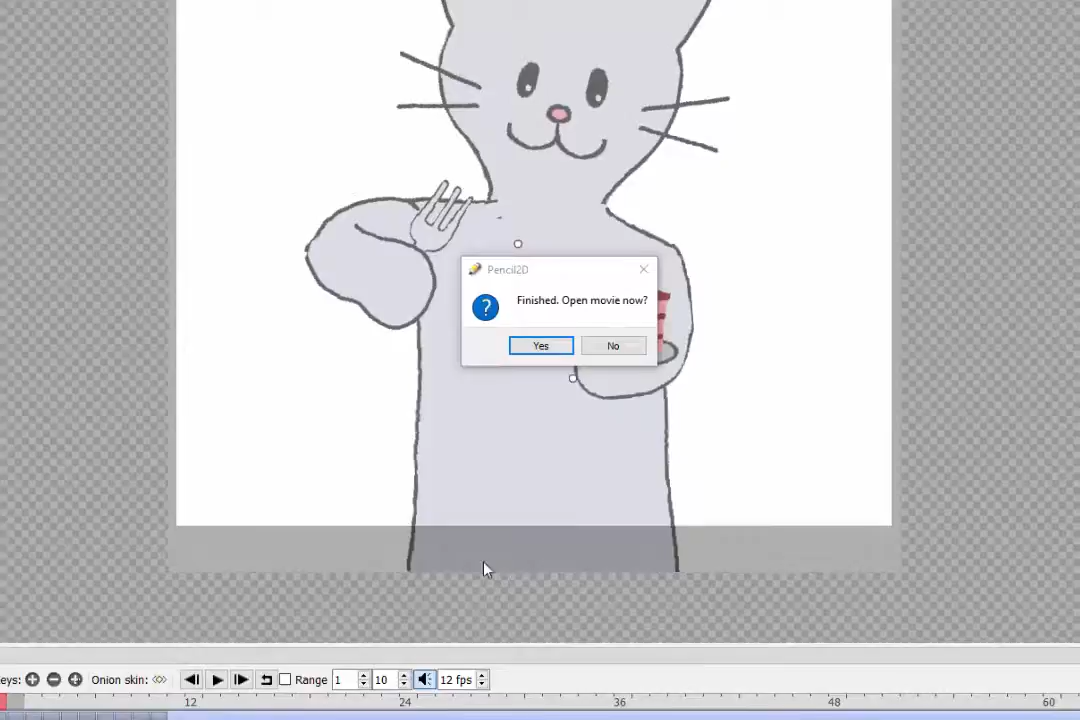 Pencil2D
Finished. Open movie now?
Yes No
eys: Onion skin: Range 1 10 12 fps
12 24 36 48 60